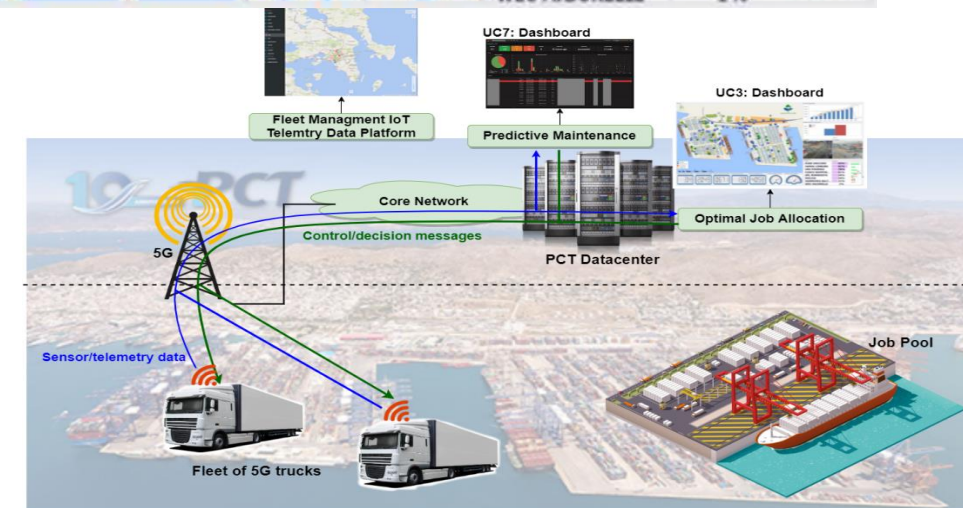 UC7: Dashboard
UC3: Dashboard
Fleet Managment IoT
Telemtry Data Platform
Predictive Maintenance
PCT
Core Network
Optimal Job Allocation
Control/decision messages
5G
PCT Datacenter
Job Pool
Sensor/telemetry data
Fleet of 5G trucks